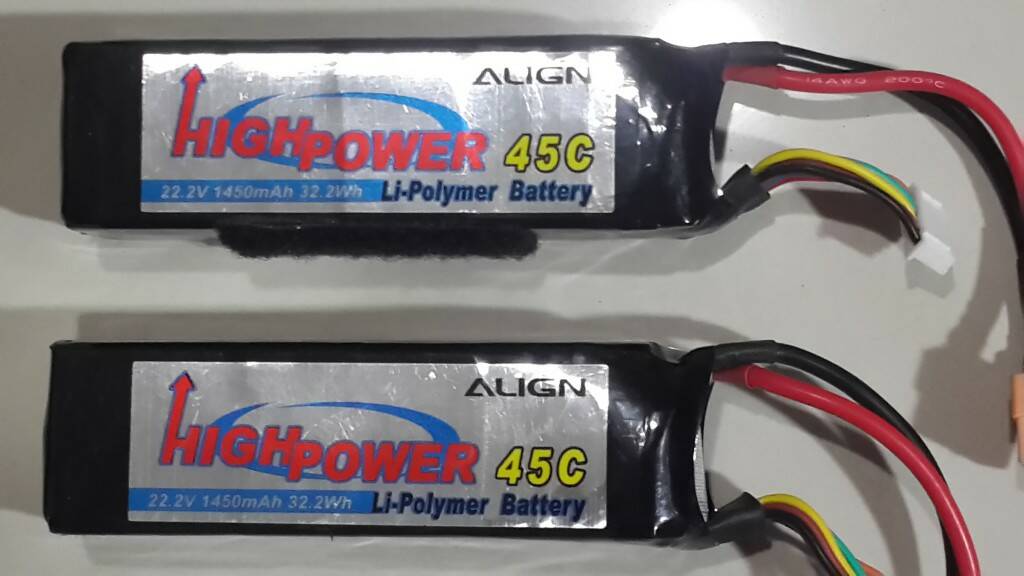 ALIGN
HIGHPOWER 45C
22.2V 1450mAh 32.2Wh Li-Polymer Battery
14AWG 200°C
ALIGN
HIGHPOWER 45C
22.2V 1450mAh 32.2Wh Li-Polymer Battery